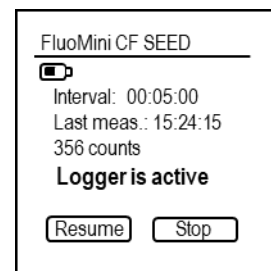 FluoMini CF SEED
Interval: 00:05:00
Last meas.: 15:24:15
356 counts
Logger is active
Resume Stop